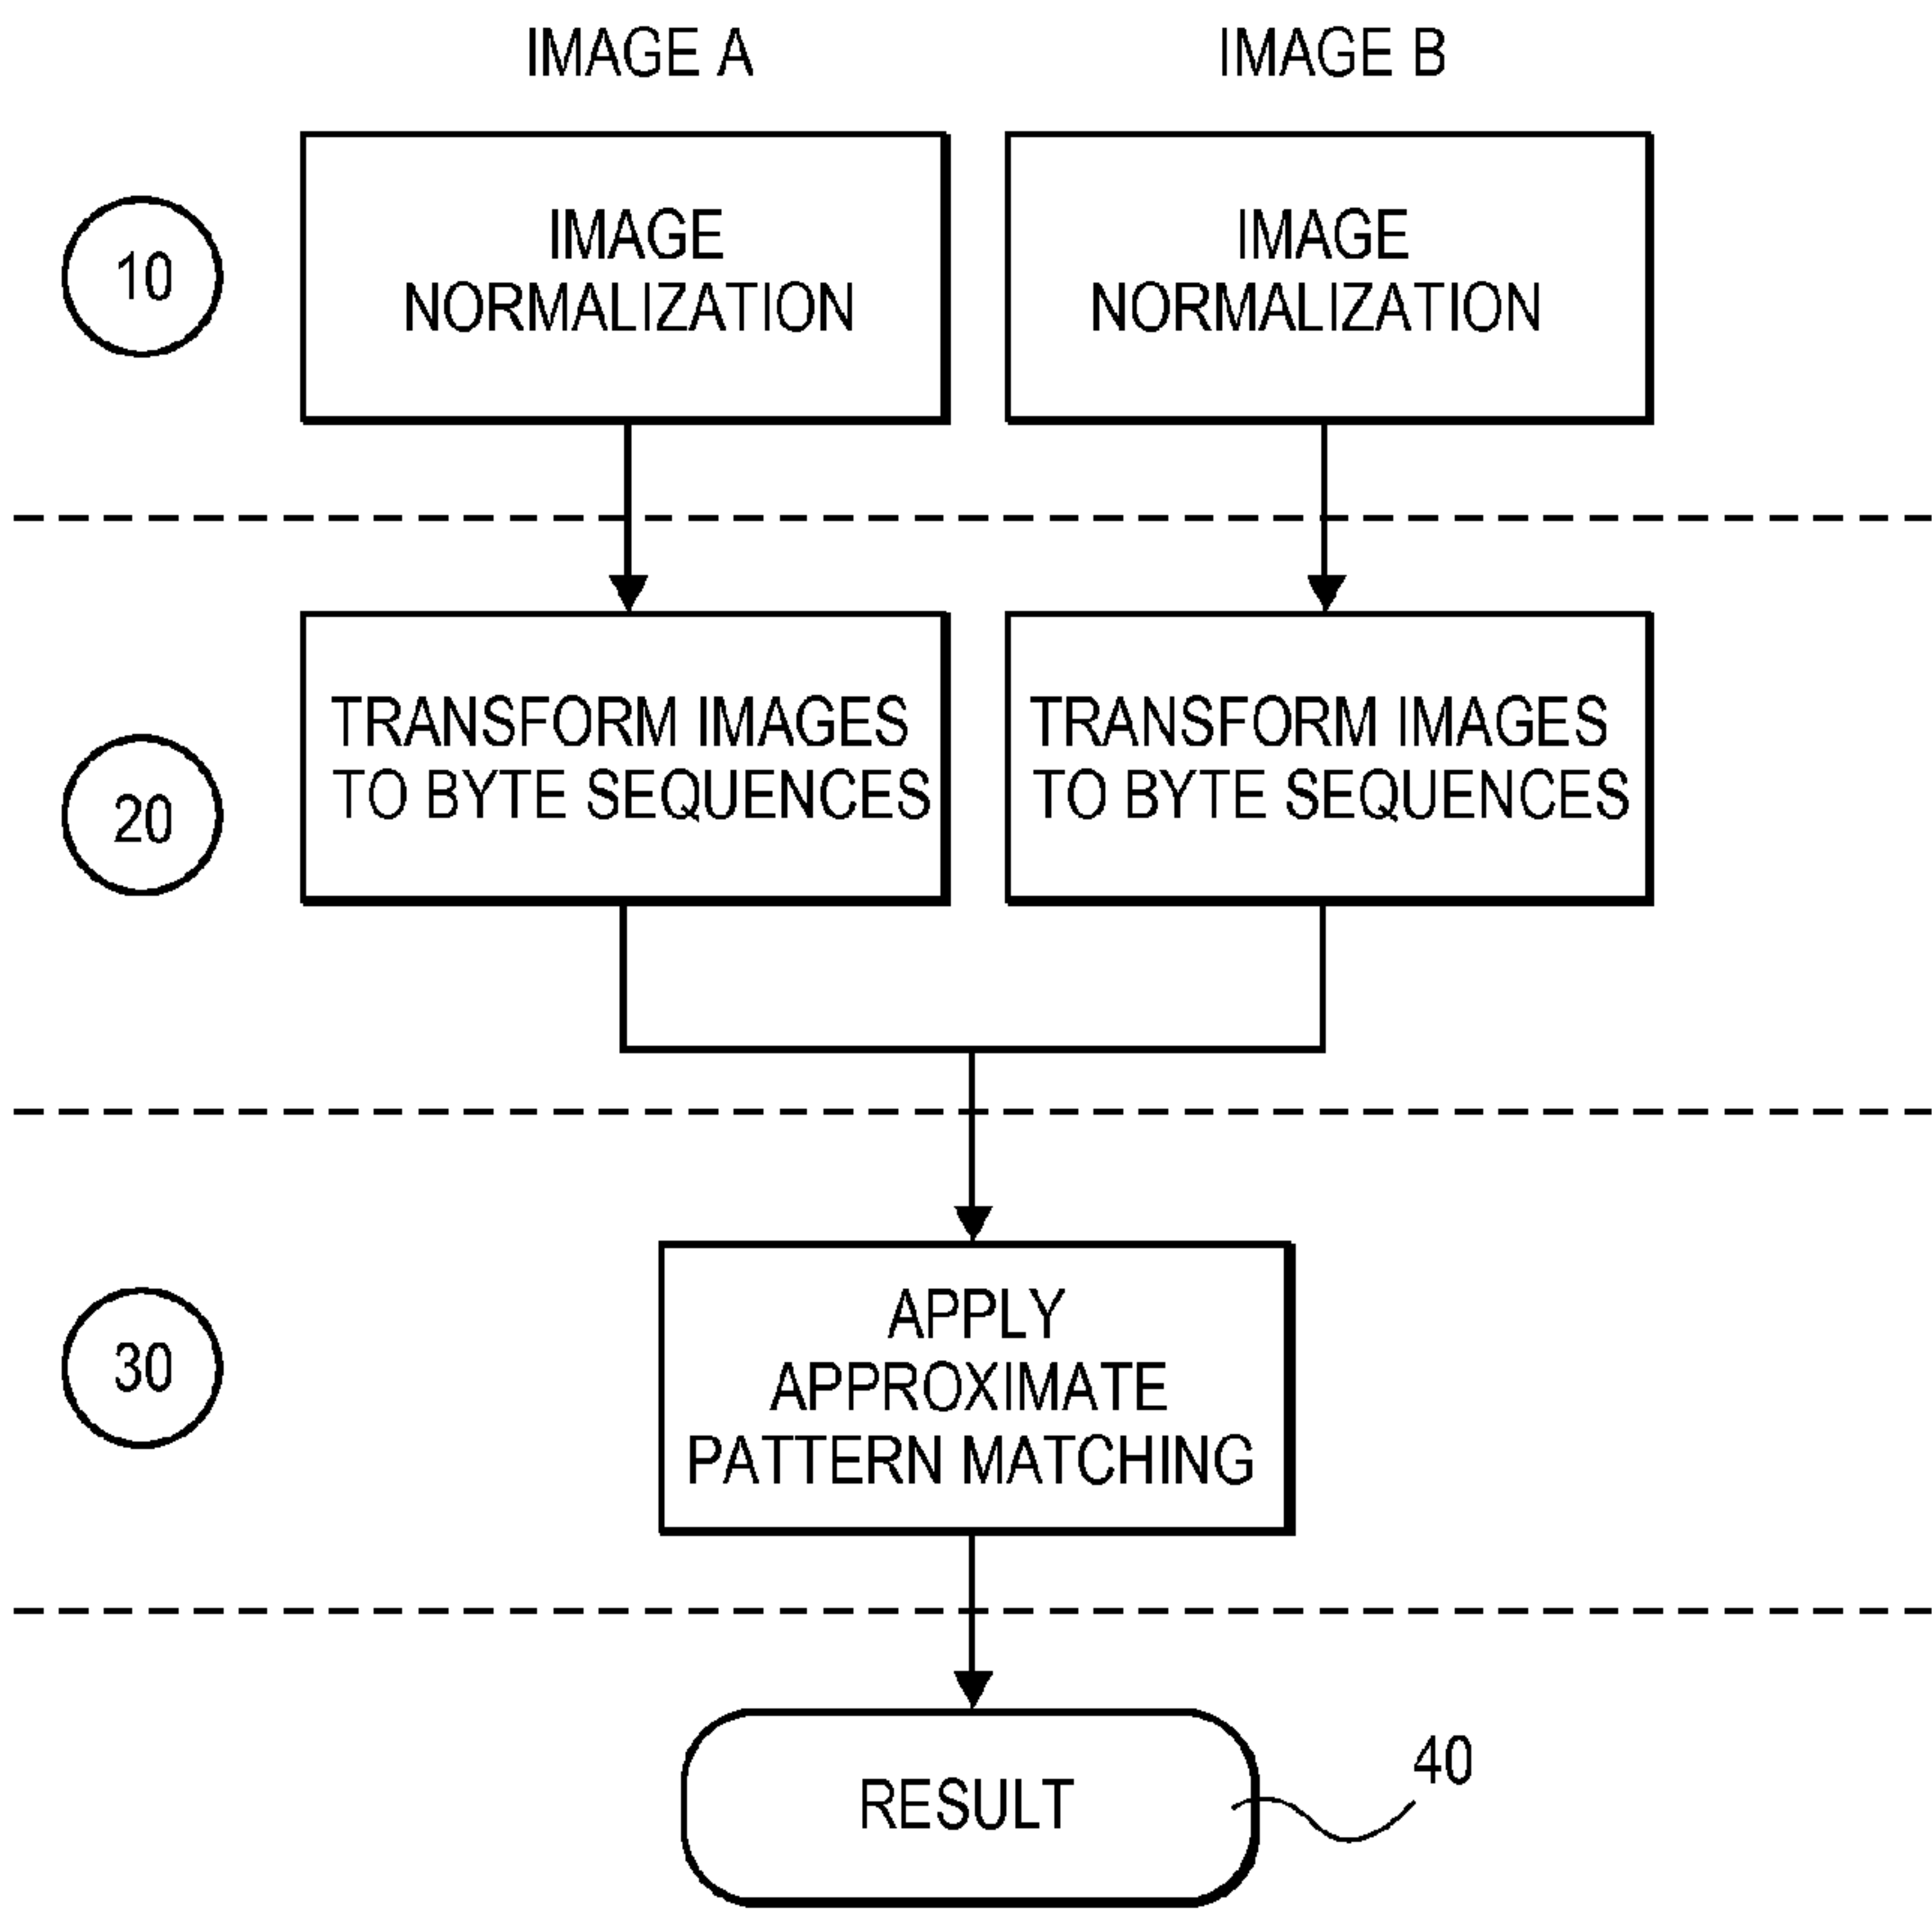 IMAGE A
IMAGE B
10
IMAGE
NORMALIZATION
IMAGE
NORMALIZATION
20
TRANSFORM IMAGES
TO BYTE SEQUENCES
TRANSFORM IMAGES
TO BYTE SEQUENCES
30
APPLY
APPROXIMATE
PATTERN MATCHING
RESULT
40